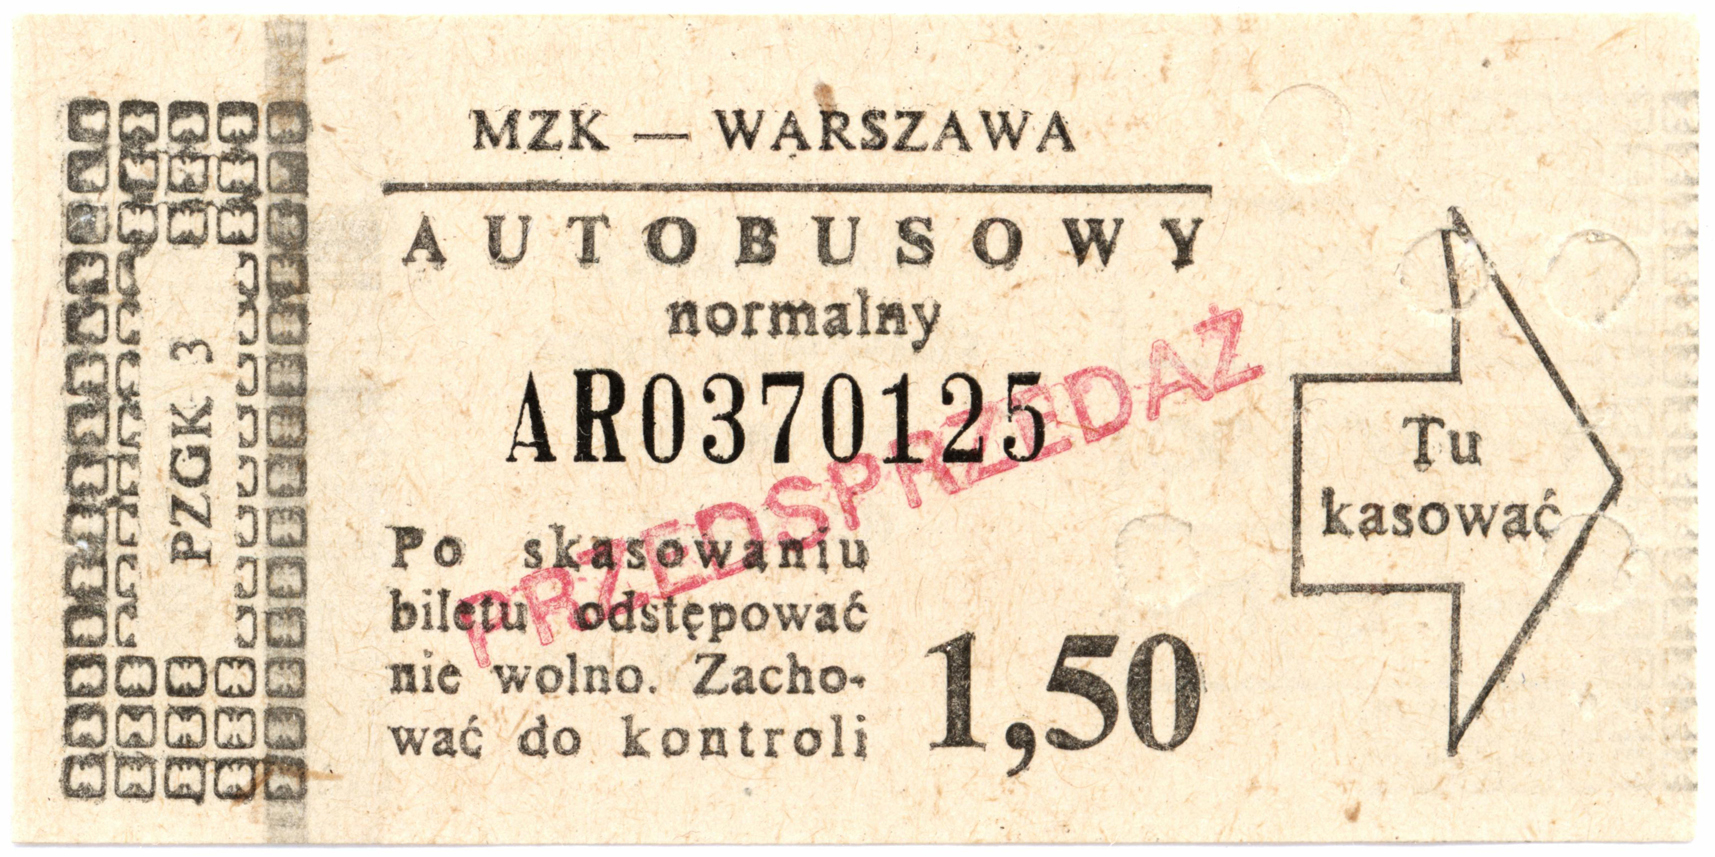 MZK — WARSZAWA
AUTOBUSOWY
normalny
AR0370125
PRZEDSPRZEDAŻ
Po skasowaniu
biletu odstępować
nie wolno. Zacho-
wać do kontroli
1,50
Tu
kasować
PZGK 3